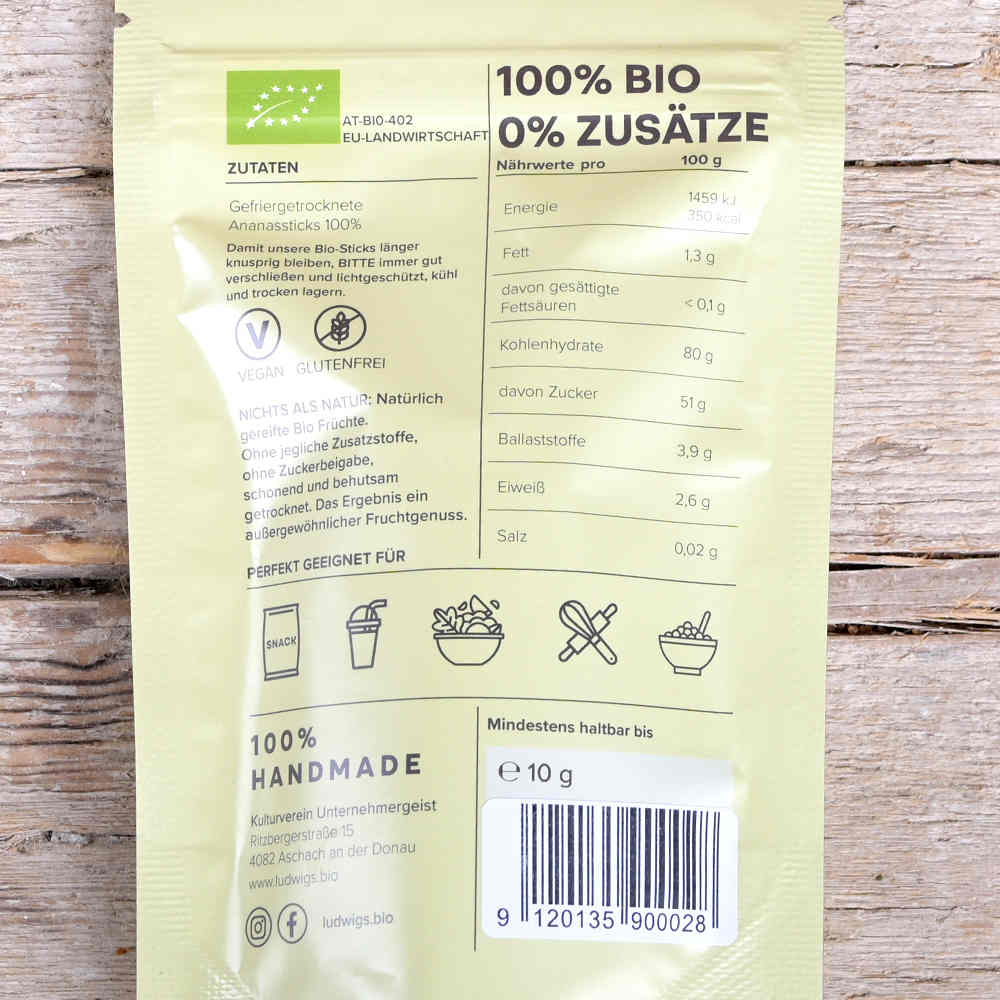 AT-BIO-402
EU-LANDWIRTSCHAFT
ZUTATEN
Gefriergetrocknete
Ananassticks 100%
Damit unsere Bio-Sticks länger
knusprig bleiben, BITTE immer gut
verschließen und lichtgeschützt, kühl
und trocken lagern.
V
VEGAN GLUTENFREI
NICHTS ALS NATUR: Natürlich
gereifte Bio Früchte.
Ohne jegliche Zusatzstoffe,
ohne Zuckerbeigabe,
schonend und behutsam
getrocknet. Das Ergebnis ein
außergewöhnlicher Fruchtgenuss.
100% BIO
0% ZUSÄTZE
Nährwerte pro 100 g
Energie 1459 kJ
350 kcal
Fett 1,3 g
davon gesättigte
Fettsäuren < 0,1 g
Kohlenhydrate 80 g
davon Zucker 51 g
Ballaststoffe 3,9 g
Eiweiß 2,6 g
Salz 0,02 g
PERFEKT GEEIGNET FÜR
SNACK
100%
HANDMADE
Kulturverein Unternehmergeist
Ritzbergerstraße 15
4082 Aschach an der Donau
www.ludwigs.bio
ludwigs.bio
Mindestens haltbar bis
℮ 10 g
9 120135 900028